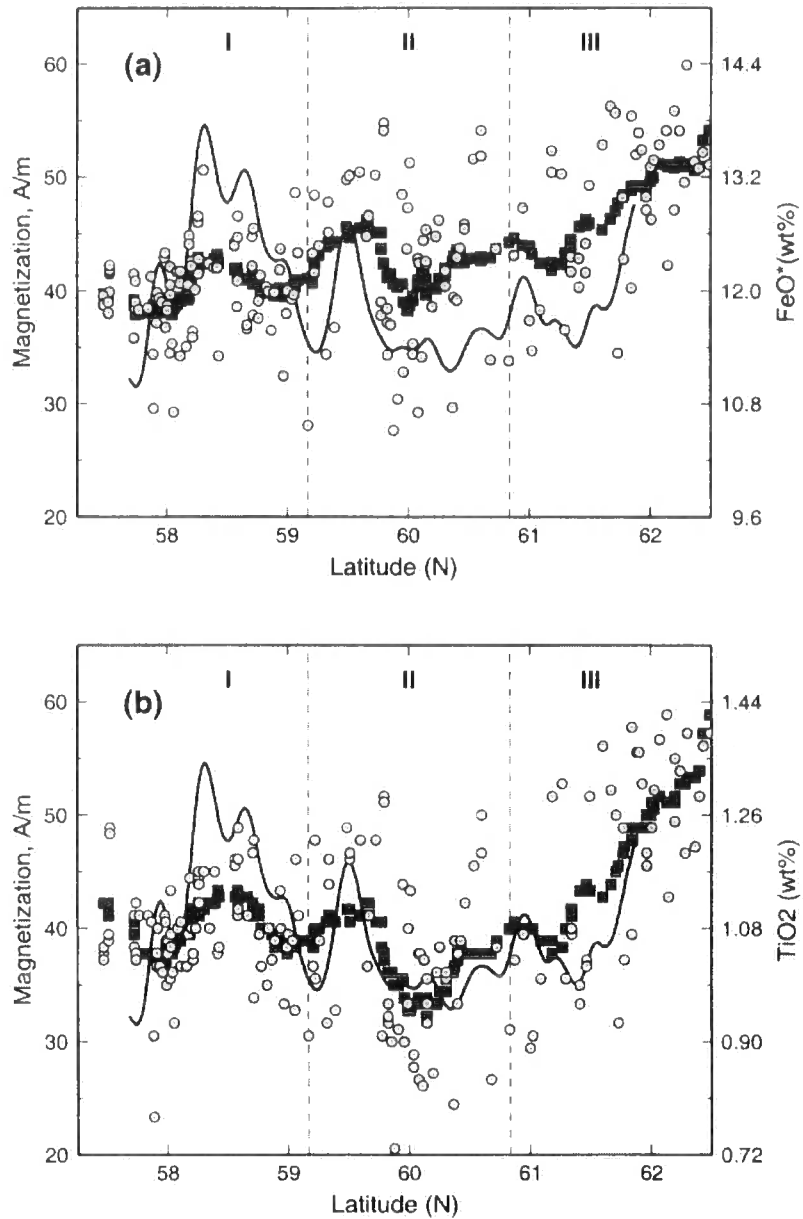 (a)
I II III
60
50
40
30
20
Magnetization, A/m
14.4
13.2
12.0
10.8
9.6
FeO*(wt%)
58 59 60 61 62
Latitude (N)
(b)
I II III
60
50
40
30
20
Magnetization, A/m
1.44
1.26
1.08
0.90
0.72
TiO2 (wt%)
58 59 60 61 62
Latitude (N)